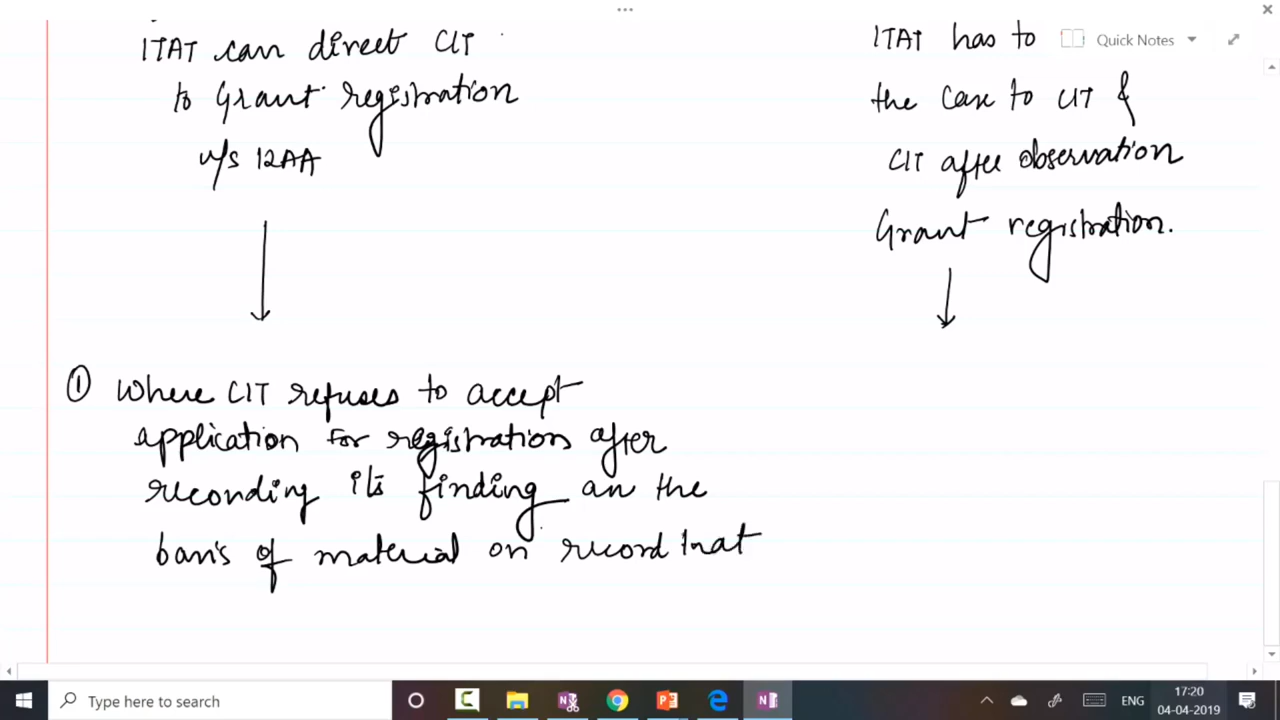 ITAT can direct CIT
to Grant registration
u/s 12AA
ITAT has to
the case to CIT &
CIT after observation
Grant registration.
Quick Notes
① Where CIT refuses to accept
application for registration after
recording its finding on the
basis of material on record that
Type here to search
ENG
17:20
04-04-2019